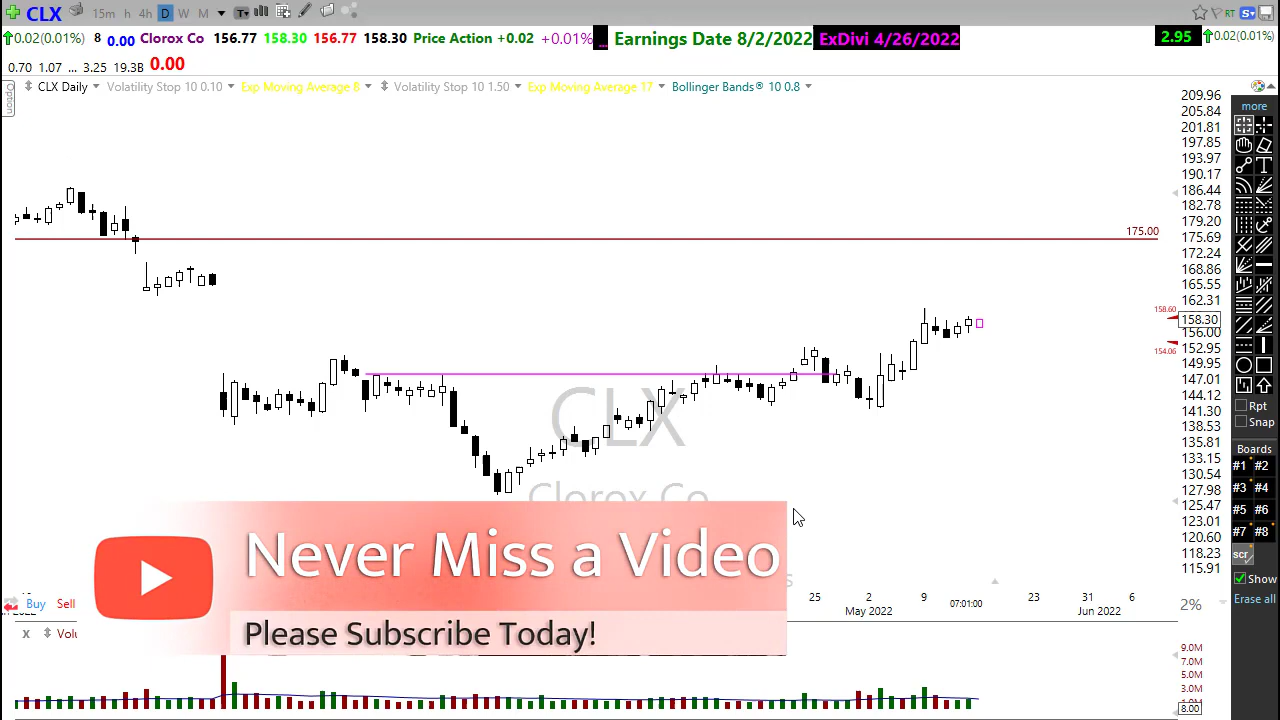 CLX 15m h 4h D W M
RT
0.02(0.01%) 8 0.00 Clorox Co 156.77 158.30 156.77 158.30 Price Action +0.02 +0.01% ... Earnings Date 8/2/2022 ExDivi 4/26/2022 2.95 0.02(0.01%)
0.70 1.07 ... 3.25 19.3B 0.00
Option
CLX Daily Volatility Stop 10 0.10 Exp Moving Average 8 Volatility Stop 10 1.50 Exp Moving Average 17 Bollinger Bands® 10 0.8
209.96
205.84
201.81
197.85
193.97
190.17
186.44
182.78
179.20
175.69
172.24
168.86
165.55
162.31
158.30
156.00
152.95
149.95
147.01
144.12
141.30
138.53
135.81
133.15
130.54
127.98
125.47
123.01
120.60
118.23
115.91
175.00
158.60
154.06
CLX
Clorox Co
more
Rpt
Snap
Boards
#1 #2
#3 #4
#5 #6
#7 #8
scr
Show
Erase all
Never Miss a Video
Please Subscribe Today!
Buy Sell
25 2 9 07:01:00 23 31 6
May 2022 Jun 2022
2%
X Volu
9.0M
7.0M
5.0M
3.0M
8.00